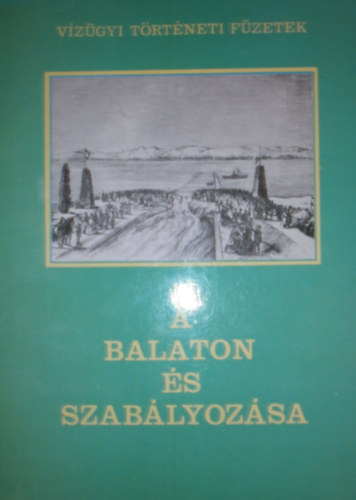 VÍZÜGYI TÖRTÉNETI FÜZETEK
A
BALATON
ÉS
SZABÁLYOZÁSA